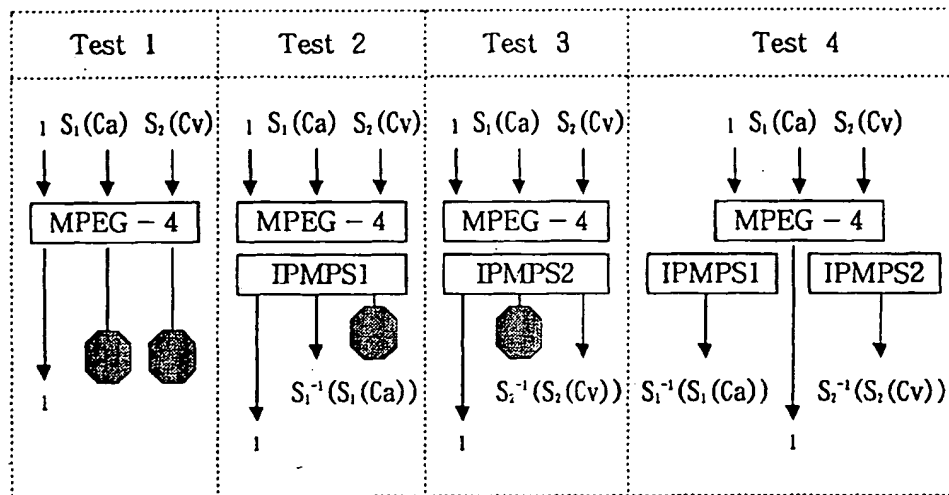 Test 1
Test 2
Test 3
Test 4
1 S₁(Ca) S₂(Cv)
1 S₁(Ca) S₂(Cv)
1 S₁(Ca) S₂(Cv)
1 S₁(Ca) S₂(Cv)
MPEG-4
MPEG-4
MPEG-4
MPEG-4
IPMPS1
IPMPS2
IPMPS1
IPMPS2
1
S₁⁻¹(S₁(Ca))
S₂⁻¹(S₂(Cv))
S₁⁻¹(S₁(Ca))
S₂⁻¹(S₂(Cv))
1
1
1